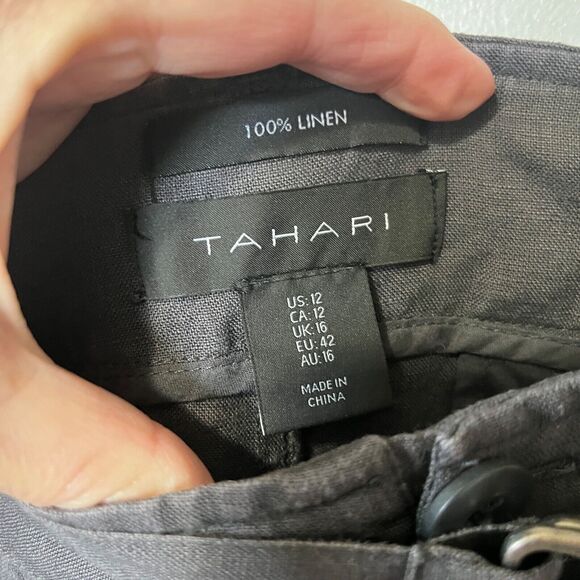 100% LINEN
TAHARI
US: 12
CA: 12
UK: 16
EU: 42
AU: 16
MADE IN
CHINA